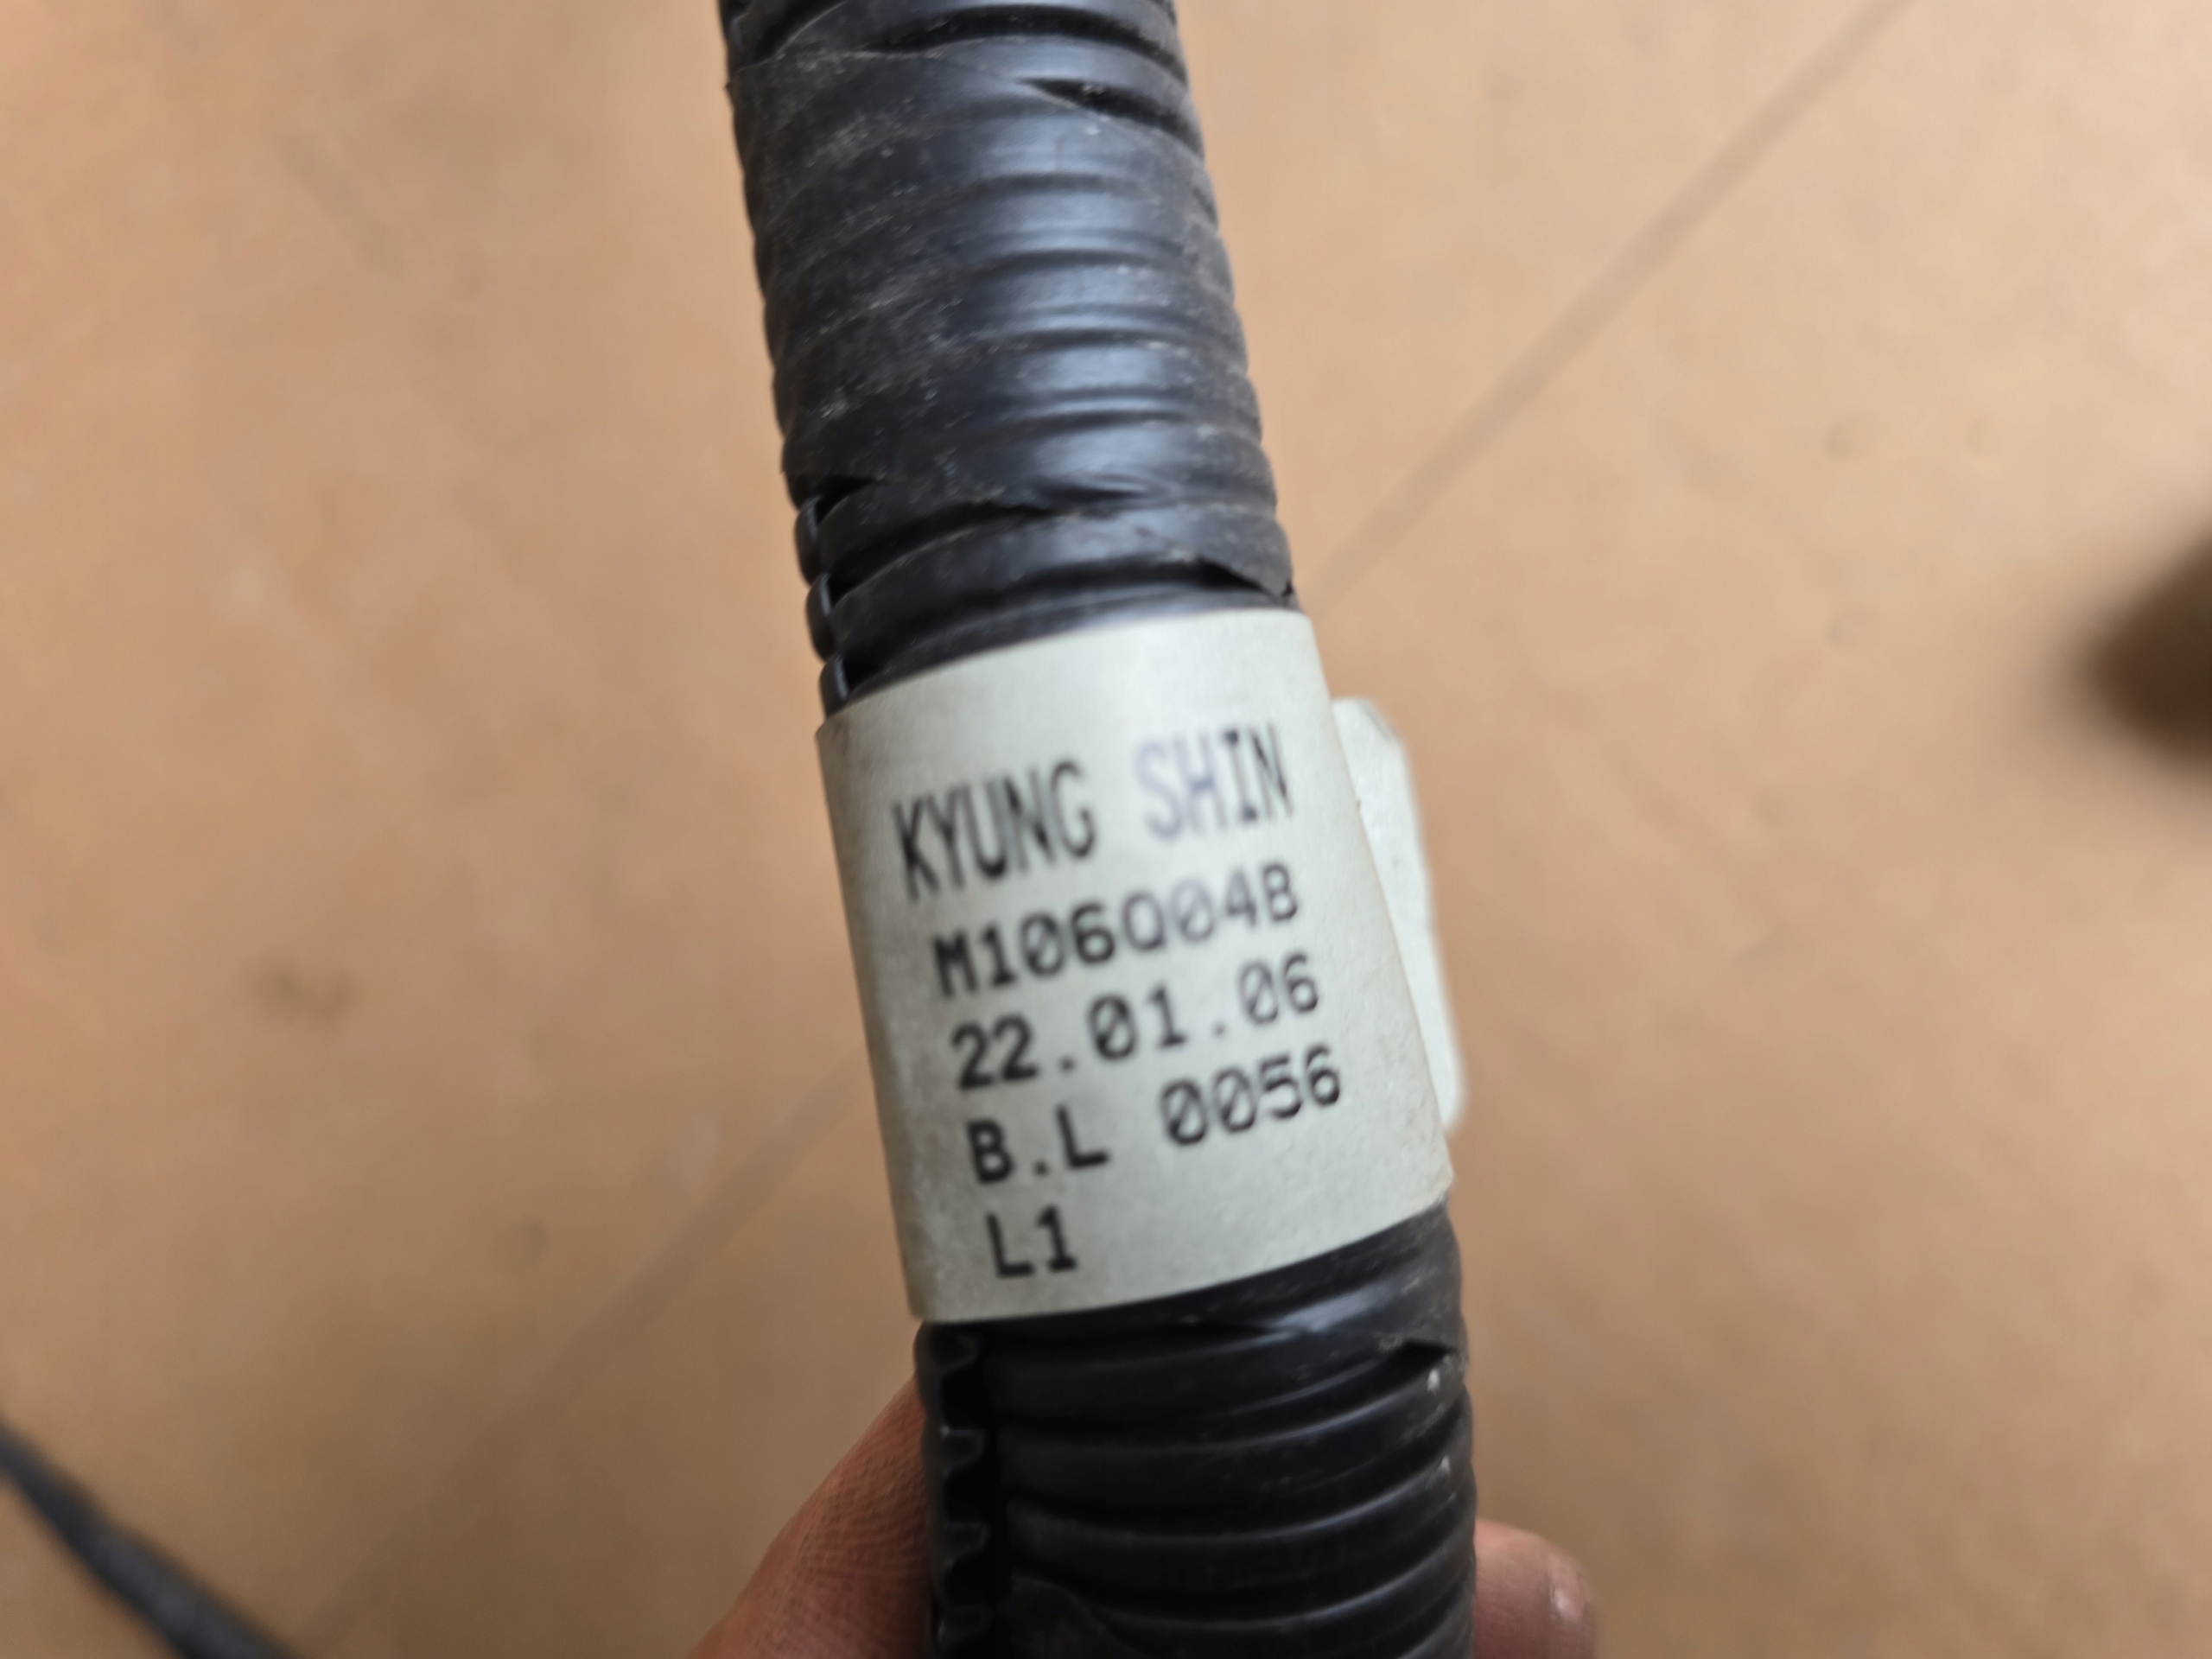 KYUNG SHIN
M106Q04B
22.01.06
B.L 0056
L1